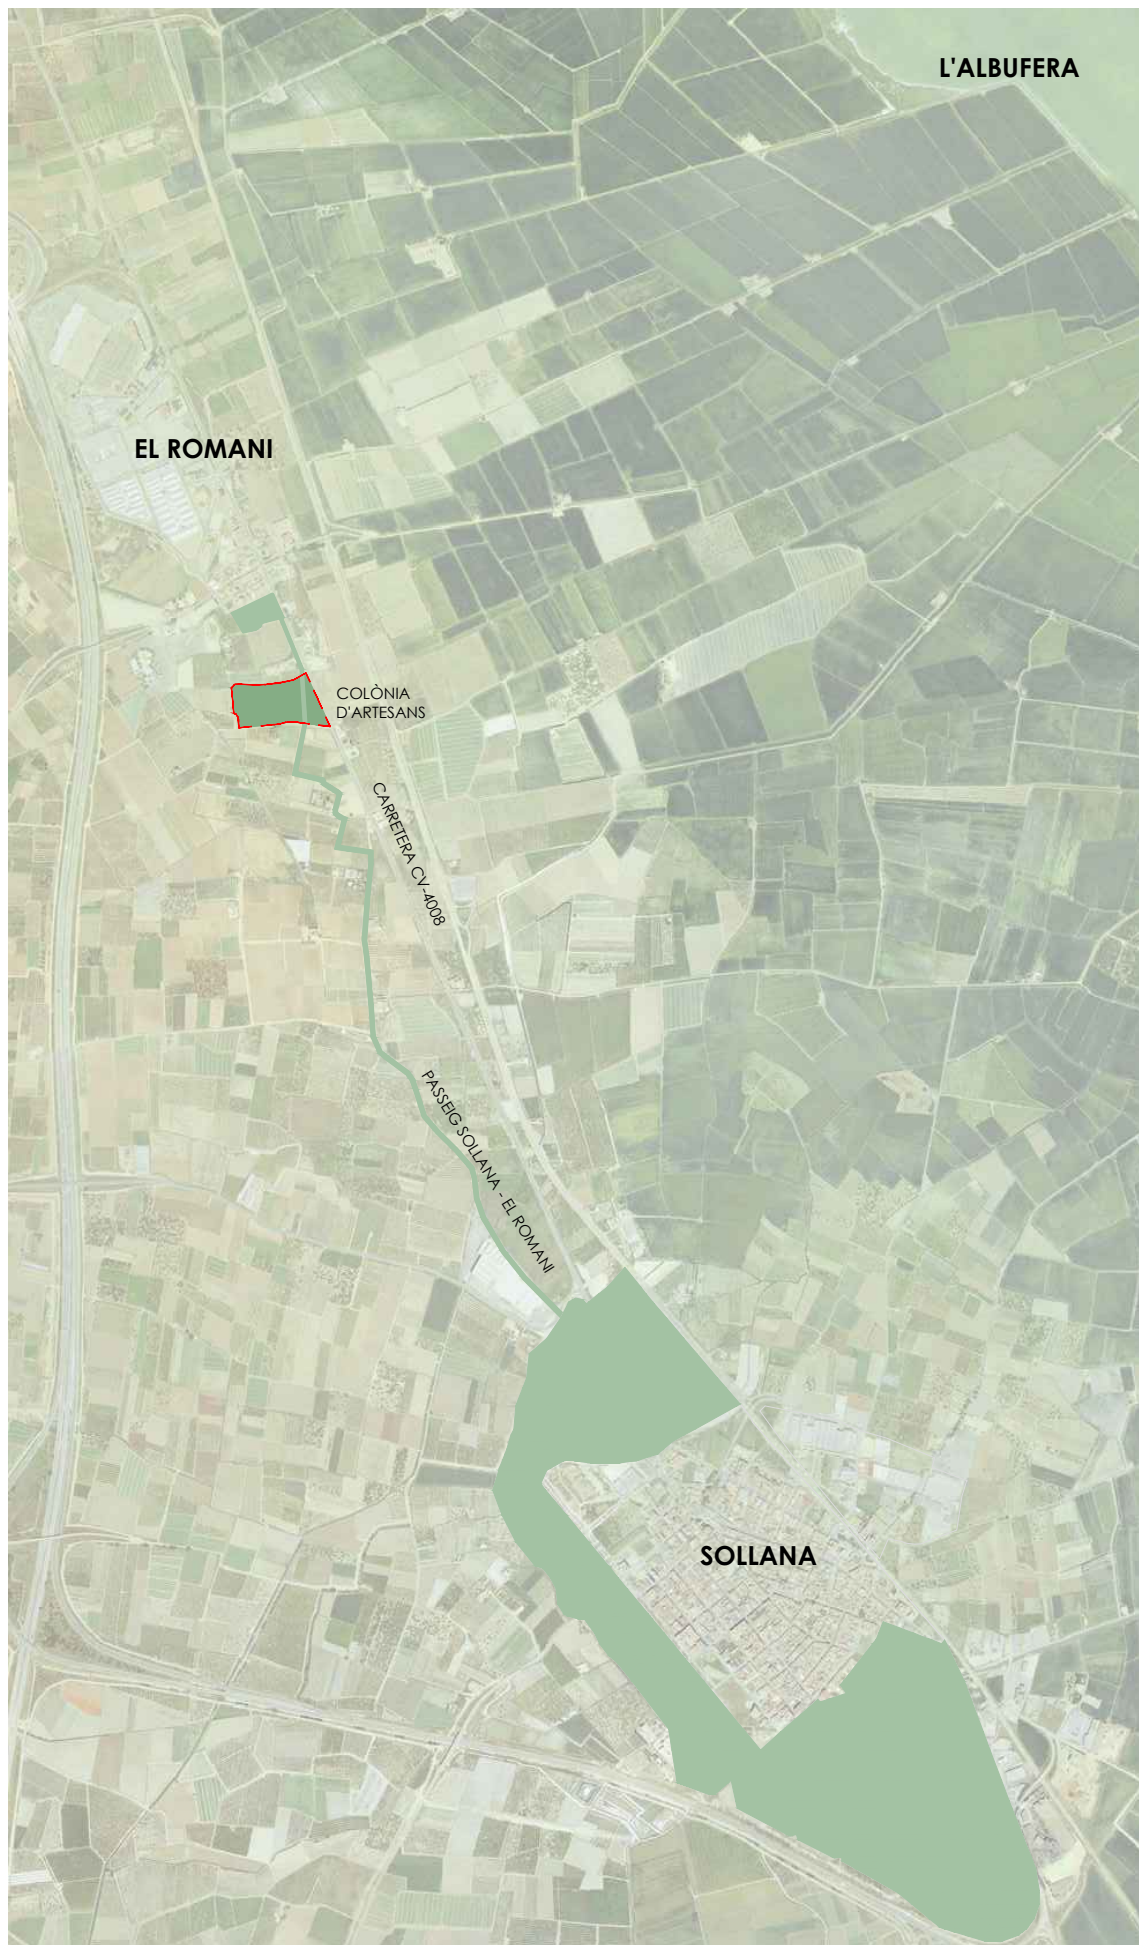 L'ALBUFERA
EL ROMANI
COLÒNIA
D'ARTESANS
CARRETERA CV-4008
PASSEIG SOLLANA - EL ROMANI
SOLLANA